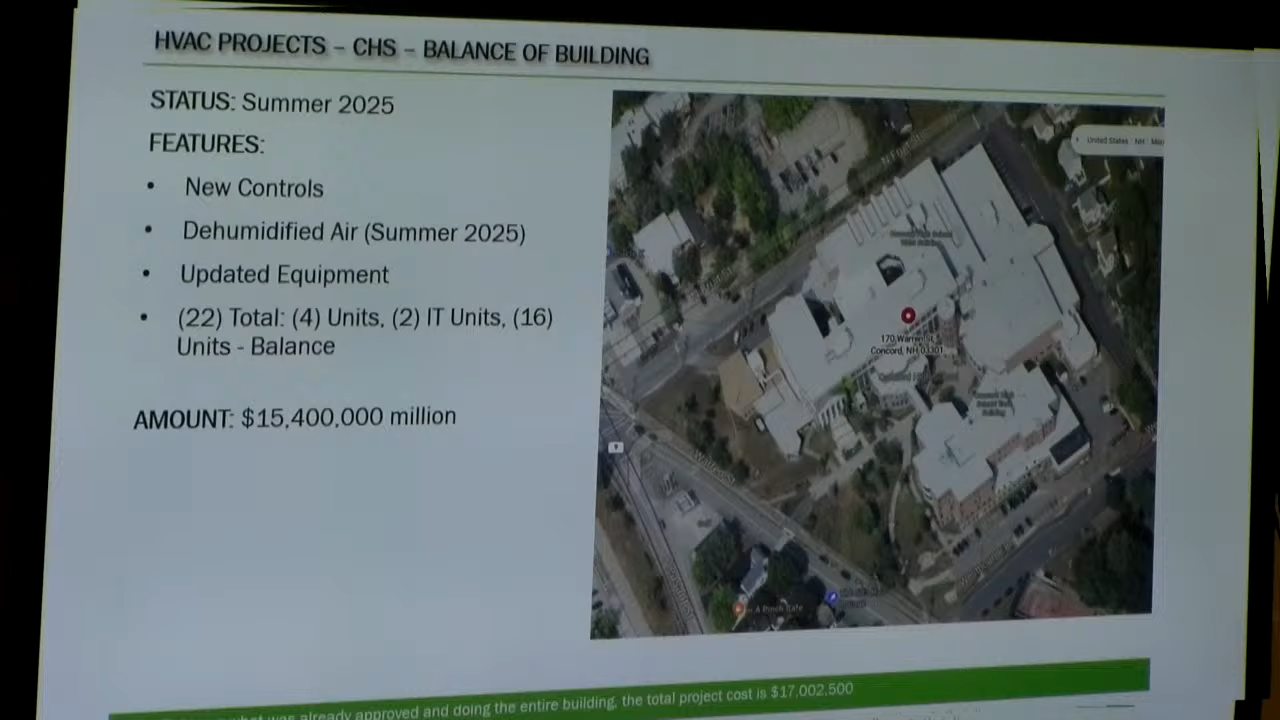 HVAC PROJECTS – CHS – BALANCE OF BUILDING
STATUS: Summer 2025
FEATURES:
• New Controls
• Dehumidified Air (Summer 2025)
• Updated Equipment
• (22) Total: (4) Units, (2) IT Units, (16)
Units - Balance
AMOUNT: $15,400,000 million
United States NH
170 Warren St,
Concord, NH 03301
A Pinch
what was already approved and doing the entire building, the total project cost is $17,002,500